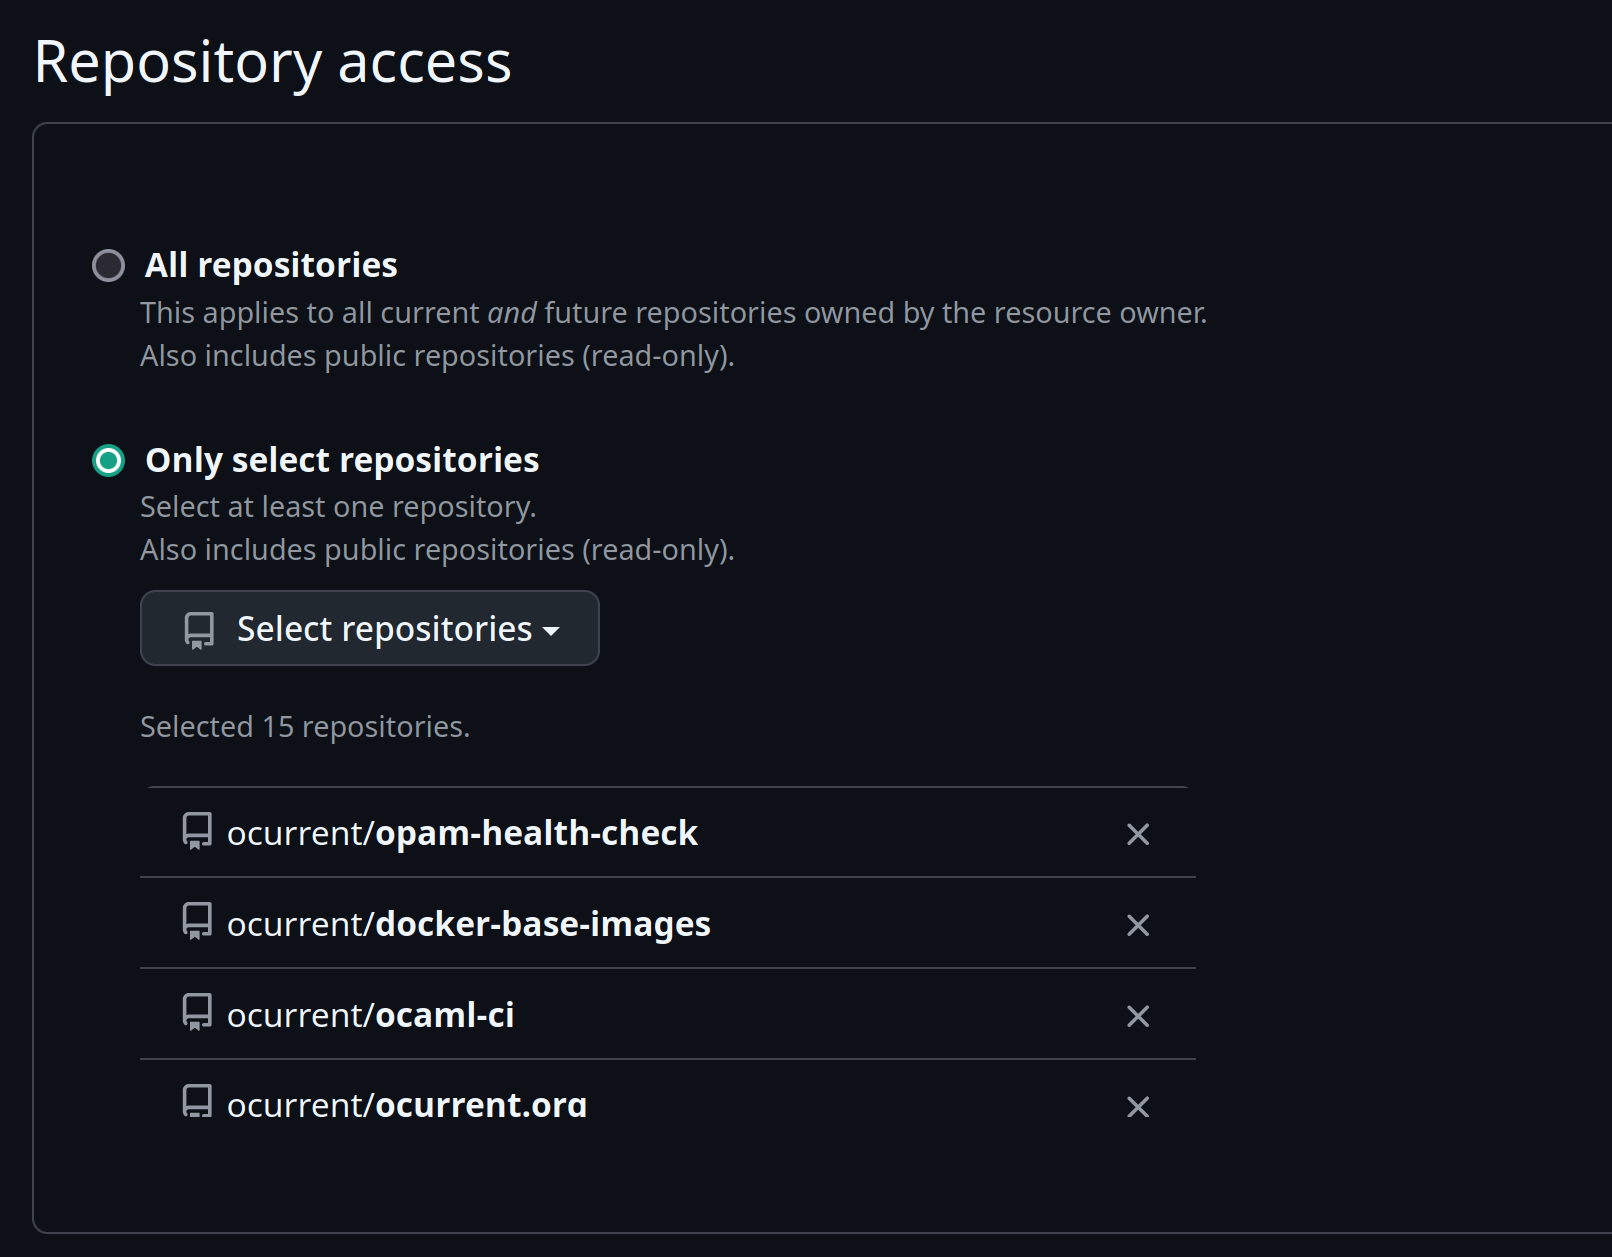 Repository access
All repositories
This applies to all current and future repositories owned by the resource owner.
Also includes public repositories (read-only).
Only select repositories
Select at least one repository.
Also includes public repositories (read-only).
Select repositories
Selected 15 repositories.
ocurrent/opam-health-check
ocurrent/docker-base-images
ocurrent/ocaml-ci
ocurrent/ocurrent.org